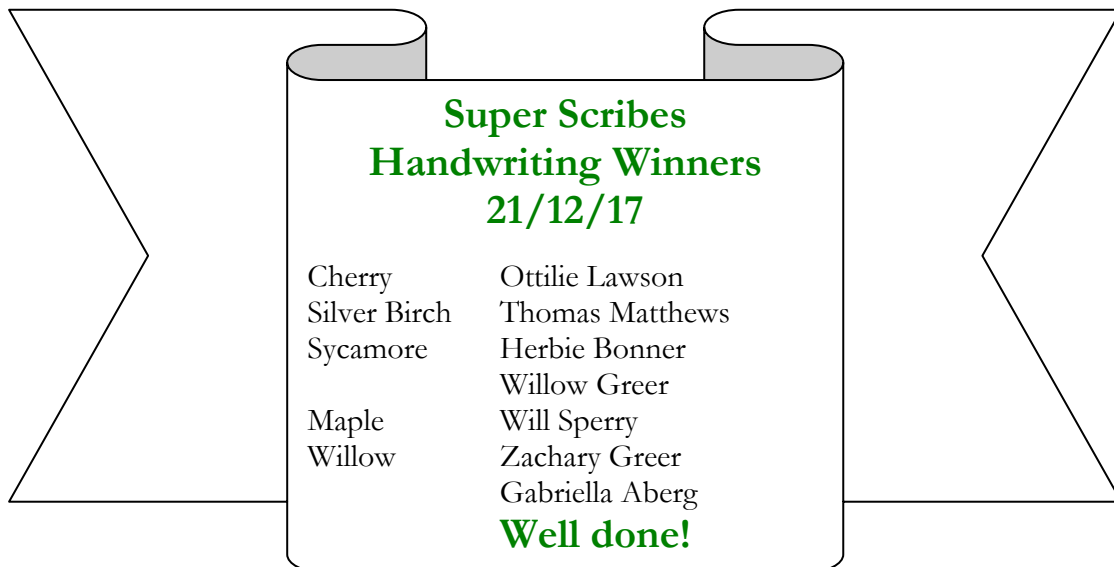 Super Scribes
Handwriting Winners
21/12/17
Cherry Ottilie Lawson
Silver Birch Thomas Matthews
Sycamore Herbie Bonner
Willow Greer
Maple Will Sperry
Willow Zachary Greer
Gabriella Aberg
Well done!